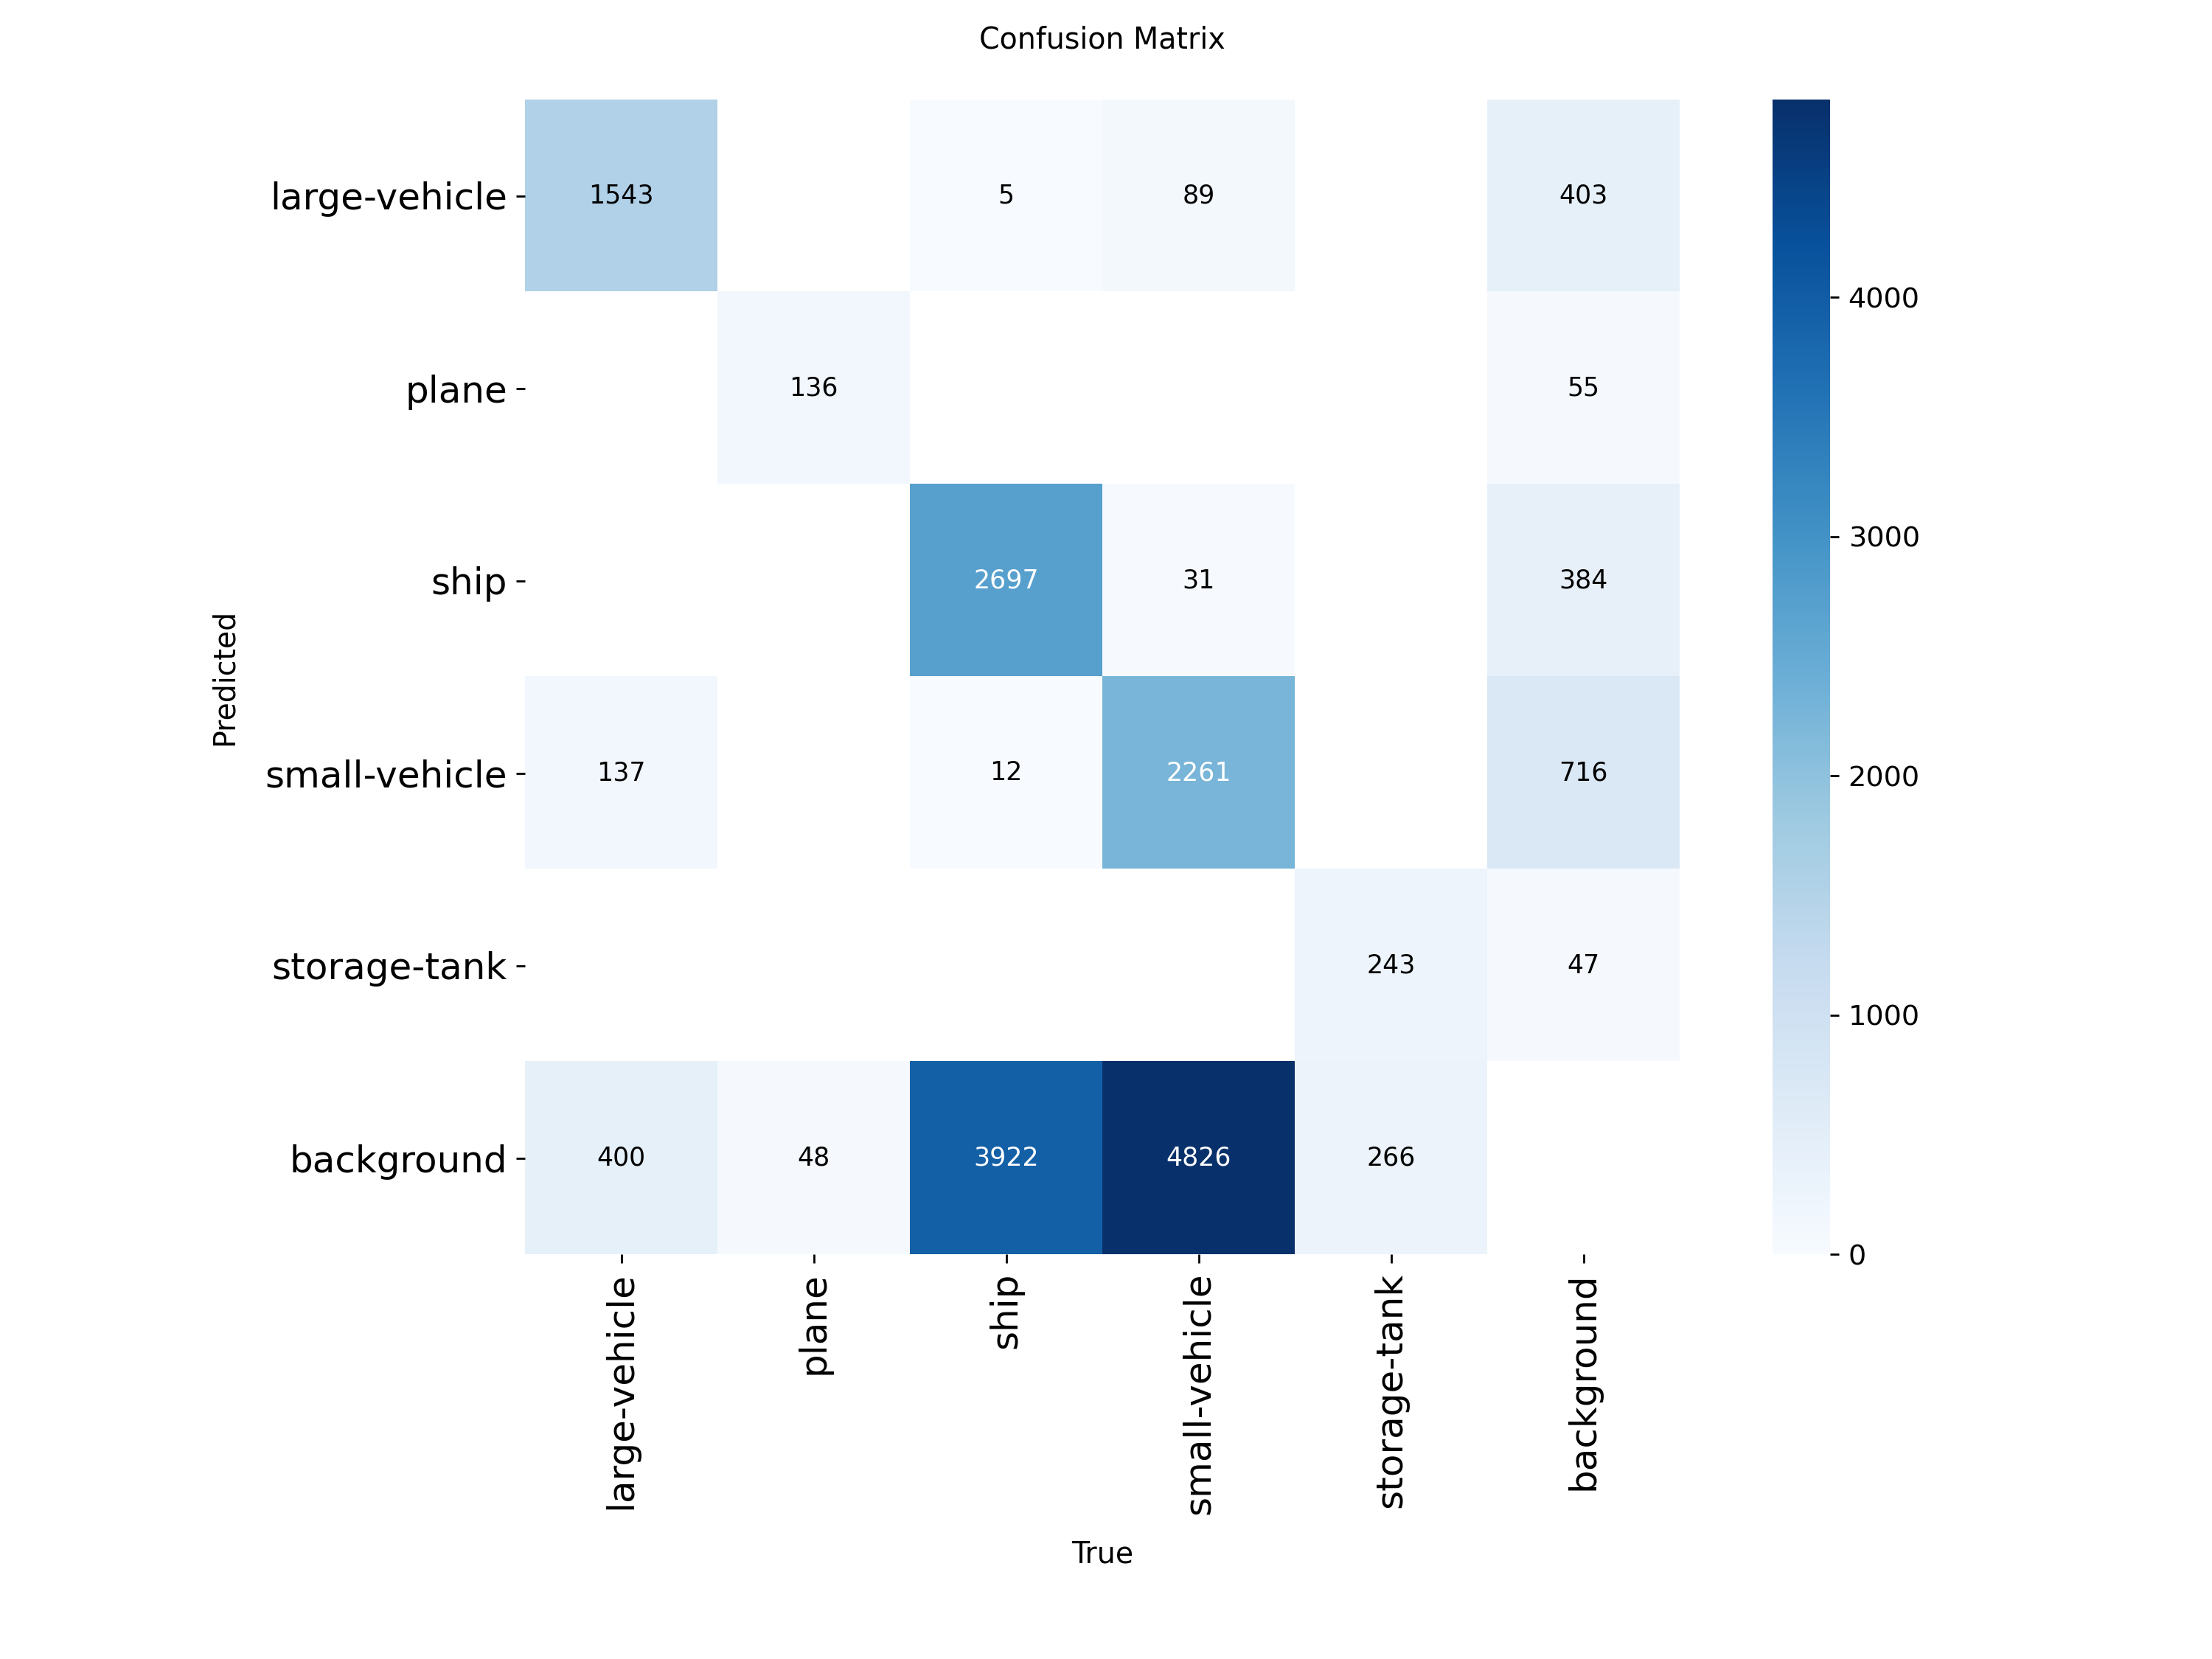 Confusion Matrix
large-vehicle 1543 5 89 403
plane 136 55
ship 2697 31 384
small-vehicle 137 12 2261 716
storage-tank 243 47
background 400 48 3922 4826 266
Predicted
large-vehicle plane ship small-vehicle storage-tank background
True
4000
3000
2000
1000
0